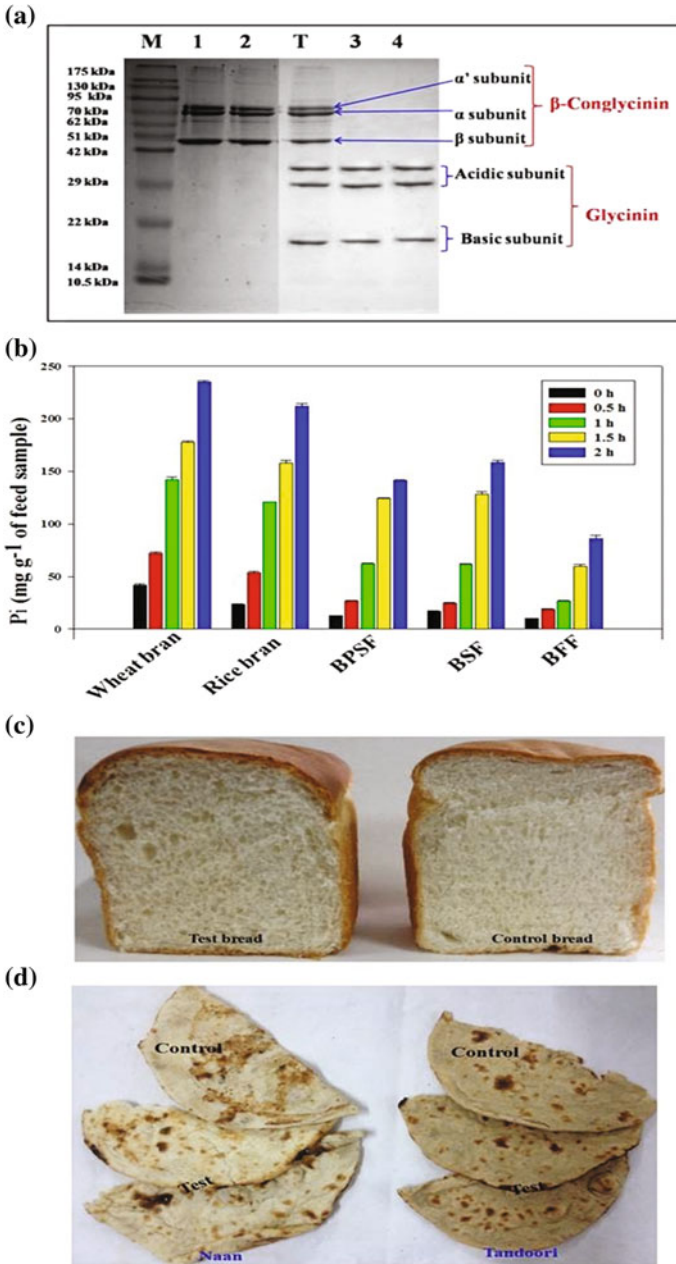 (a)
M 1 2 T 3 4
175 kDa
130 kDa
95 kDa
70 kDa
62 kDa
51 kDa
42 kDa
29 kDa
22 kDa
14 kDa
10.5 kDa
α' subunit
α subunit
β subunit
β-Conglycinin
Acidic subunit
Basic subunit
Glycinin
(b)
Pi (mg g-1 of feed sample)
250
200
150
100
50
0
0 h
0.5 h
1 h
1.5 h
2 h
Wheat bran
Rice bran
BPSF
BSF
BFF
(c)
Test bread
Control bread
(d)
Control
Test
Naan
Control
Test
Tandoori